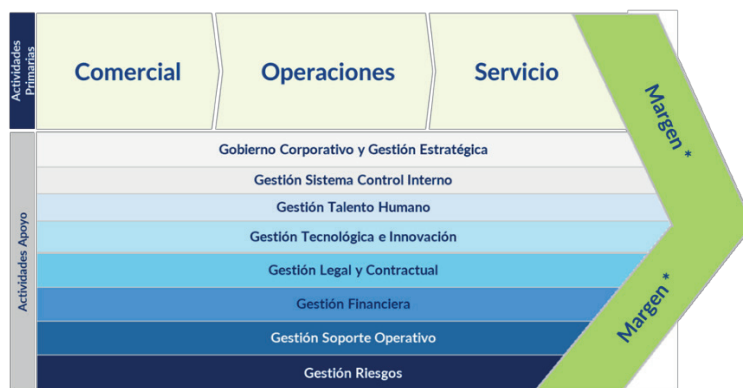 Actividades
Primarias
Comercial
Operaciones
Servicio
Margen *
Actividades Apoyo
Gobierno Corporativo y Gestión Estratégica
Gestión Sistema Control Interno
Gestión Talento Humano
Gestión Tecnológica e Innovación
Gestión Legal y Contractual
Gestión Financiera
Gestión Soporte Operativo
Gestión Riesgos
Margen *